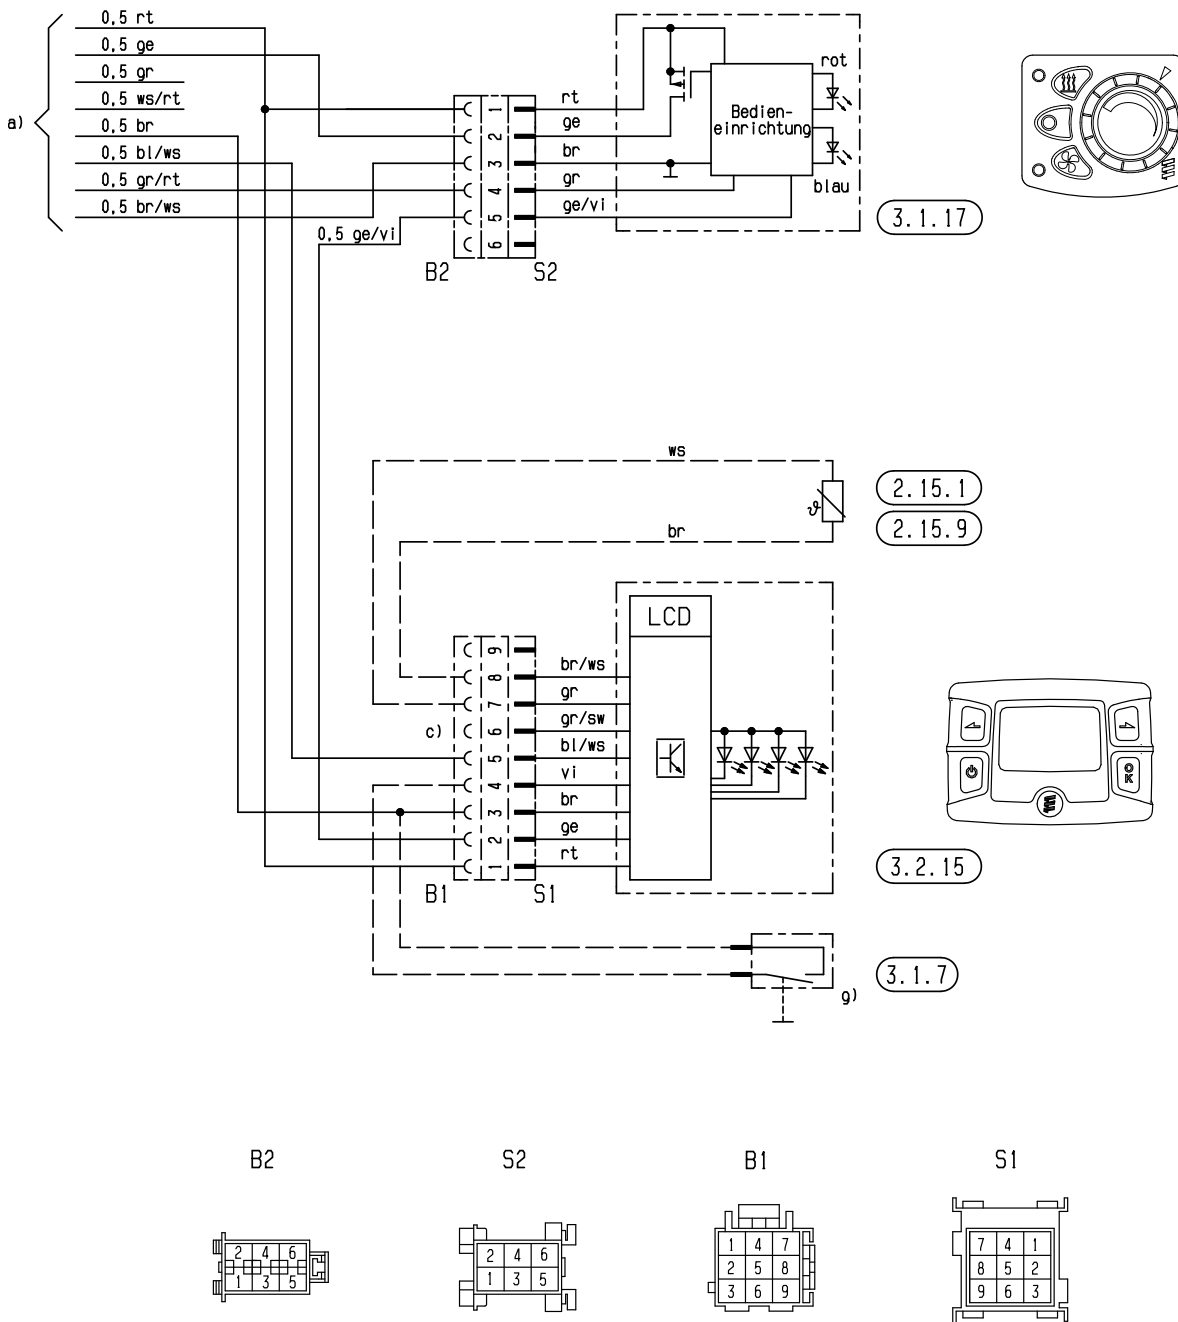 0,5 rt
0,5 ge
0,5 gr
0,5 ws/rt
a)
0,5 br
0,5 bl/ws
0,5 gr/rt
0,5 br/ws
0,5 ge/vi
1
2
3
4
5
6
B2
S2
rt
ge
br
gr
ge/vi
Bedien-
einrichtung
rot
blau
3.1.17
ws
ϑ
br
2.15.1
2.15.9
LCD
9
8
7
c) 6
5
4
3
2
1
br/ws
gr
gr/sw
bl/ws
vi
br
ge
rt
B1
S1
OK
3.2.15
3.1.7
g)
B2 S2 B1 S1
2 4 6
1 3 5
2 4 6
1 3 5
1 4 7
2 5 8
3 6 9
7 4 1
8 5 2
9 6 3